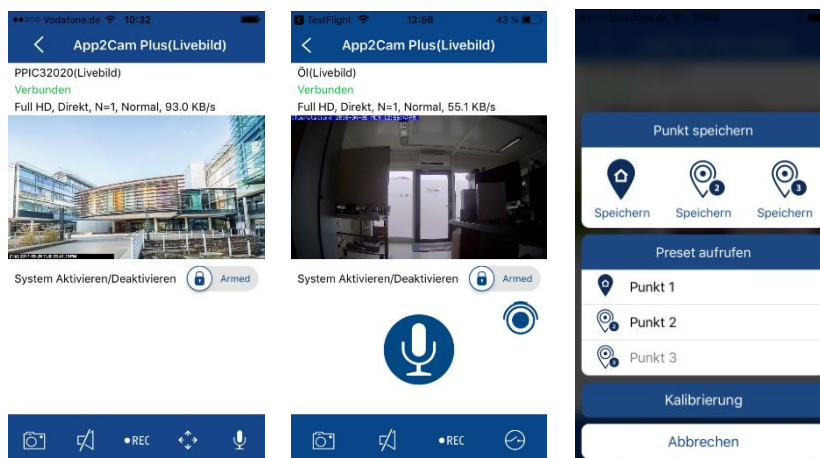 Vodafone.de 10:32
App2Cam Plus(Livebild)
PPIC32020(Livebild)
Verbunden
Full HD, Direkt, N=1, Normal, 93.0 KB/s
System Aktivieren/Deaktivieren
Armed
REC
TestFlight 12:56 43 %
App2Cam Plus(Livebild)
Öl(Livebild)
Verbunden
Full HD, Direkt, N=1, Normal, 55.1 KB/s
System Aktivieren/Deaktivieren
Armed
REC
Punkt speichern
2 3
Speichern Speichern Speichern
Preset aufrufen
Punkt 1
Punkt 2
Punkt 3
Kalibrierung
Abbrechen